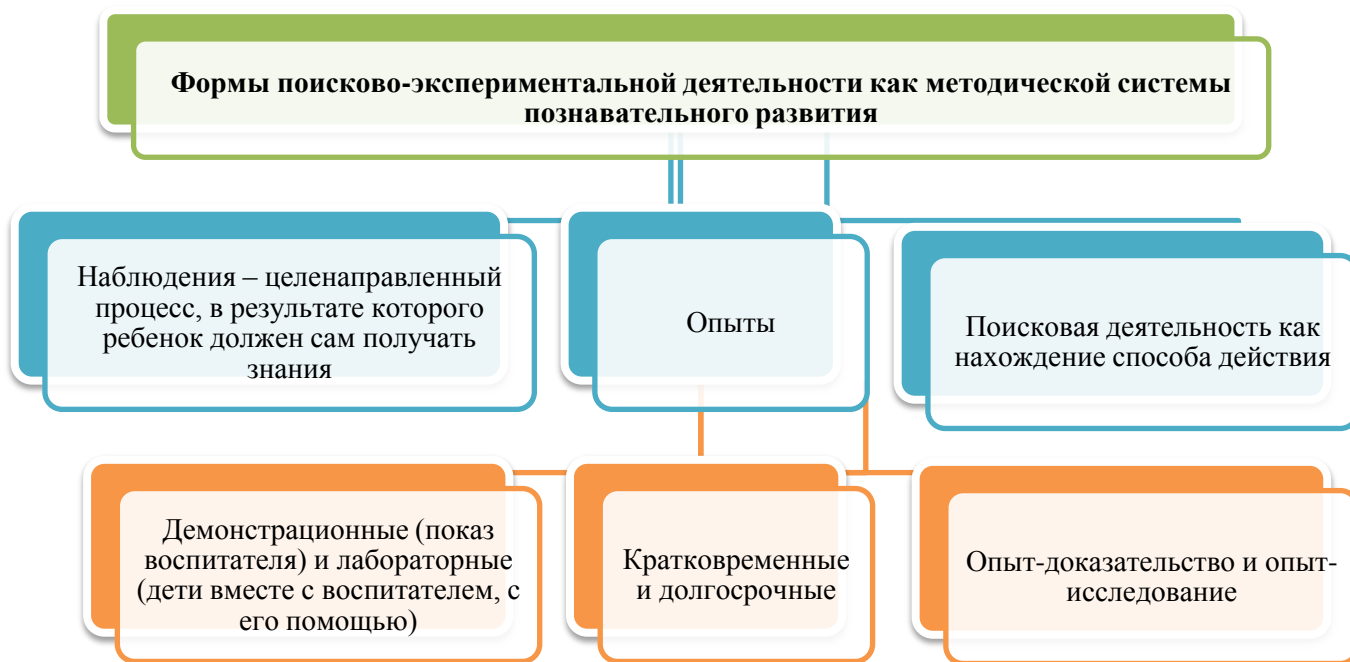 Формы поисково-экспериментальной деятельности как методической системы
познавательного развития
Наблюдения – целенаправленный
процесс, в результате которого
ребенок должен сам получать
знания
Опыты
Поисковая деятельность как
нахождение способа действия
Демонстрационные (показ
воспитателя) и лабораторные
(дети вместе с воспитателем, с
его помощью)
Кратковременные
и долгосрочные
Опыт-доказательство и опыт-
исследование